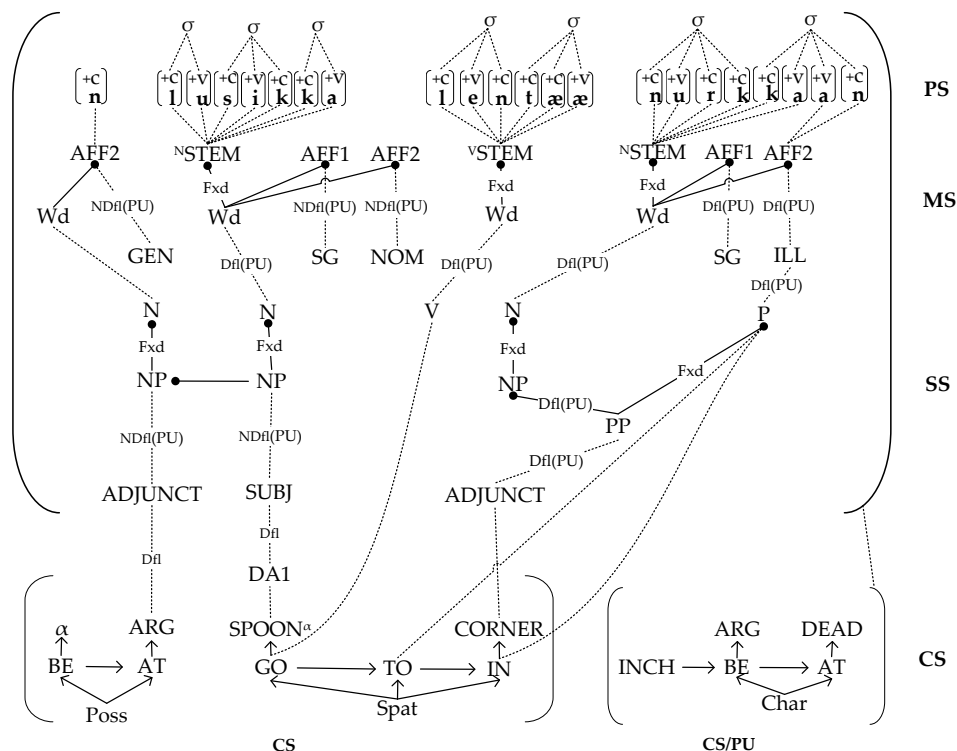 σ σ σ σ σ σ σ
+c +c +v +c +v +c +c +v +c +v +c +c +v +v +c +v +c +c +c +v +v +c PS
n l u s i k k a l e n t æ æ n u r k k a a n
AFF2 ᴺSTEM AFF1 AFF2 ⱽSTEM ᴺSTEM AFF1 AFF2
Fxd Fxd Fxd
Wd NDfl(PU) Wd NDfl(PU) NDfl(PU) Wd Wd Dfl(PU) Dfl(PU) MS
GEN SG NOM SG ILL
Dfl(PU) Dfl(PU) Dfl(PU) Dfl(PU)
N N V N P
Fxd Fxd Fxd Fxd
NP NP NP SS
Dfl(PU)
PP
NDfl(PU) NDfl(PU)
Dfl(PU)
ADJUNCT SUBJ ADJUNCT
Dfl Dfl
DA1
α ARG SPOONᵅ CORNER ARG DEAD
BE AT GO TO IN INCH BE AT CS
Poss Spat Char
CS CS/PU